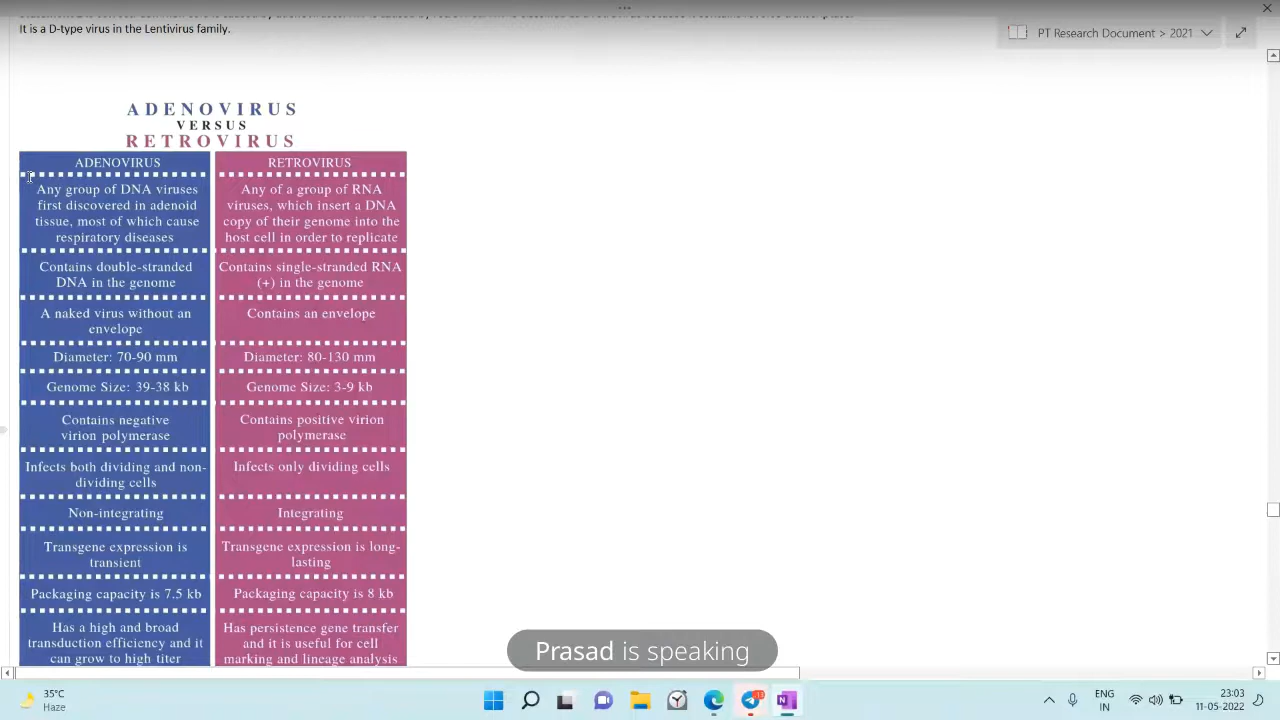 It is a D-type virus in the Lentivirus family.
PT Research Document > 2021
ADENOVIRUS
VERSUS
RETROVIRUS
ADENOVIRUS
Any group of DNA viruses
first discovered in adenoid
tissue, most of which cause
respiratory diseases
Contains double-stranded
DNA in the genome
A naked virus without an
envelope
Diameter: 70-90 mm
Genome Size: 39-38 kb
Contains negative
virion polymerase
Infects both dividing and non-
dividing cells
Non-integrating
Transgene expression is
transient
Packaging capacity is 7.5 kb
Has a high and broad
transduction efficiency and it
can grow to high titer
RETROVIRUS
Any of a group of RNA
viruses, which insert a DNA
copy of their genome into the
host cell in order to replicate
Contains single-stranded RNA
(+) in the genome
Contains an envelope
Diameter: 80-130 mm
Genome Size: 3-9 kb
Contains positive virion
polymerase
Infects only dividing cells
Integrating
Transgene expression is long-
lasting
Packaging capacity is 8 kb
Has persistence gene transfer
and it is useful for cell
marking and lineage analysis
Prasad is speaking
35°C
Haze
ENG
IN
23:03
11-05-2022